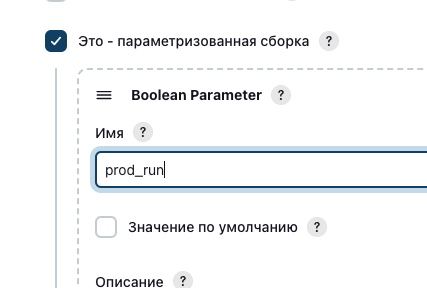 Это - параметризованная сборка ?
Boolean Parameter ?
Имя ?
prod_run
Значение по умолчанию ?
Описание ?